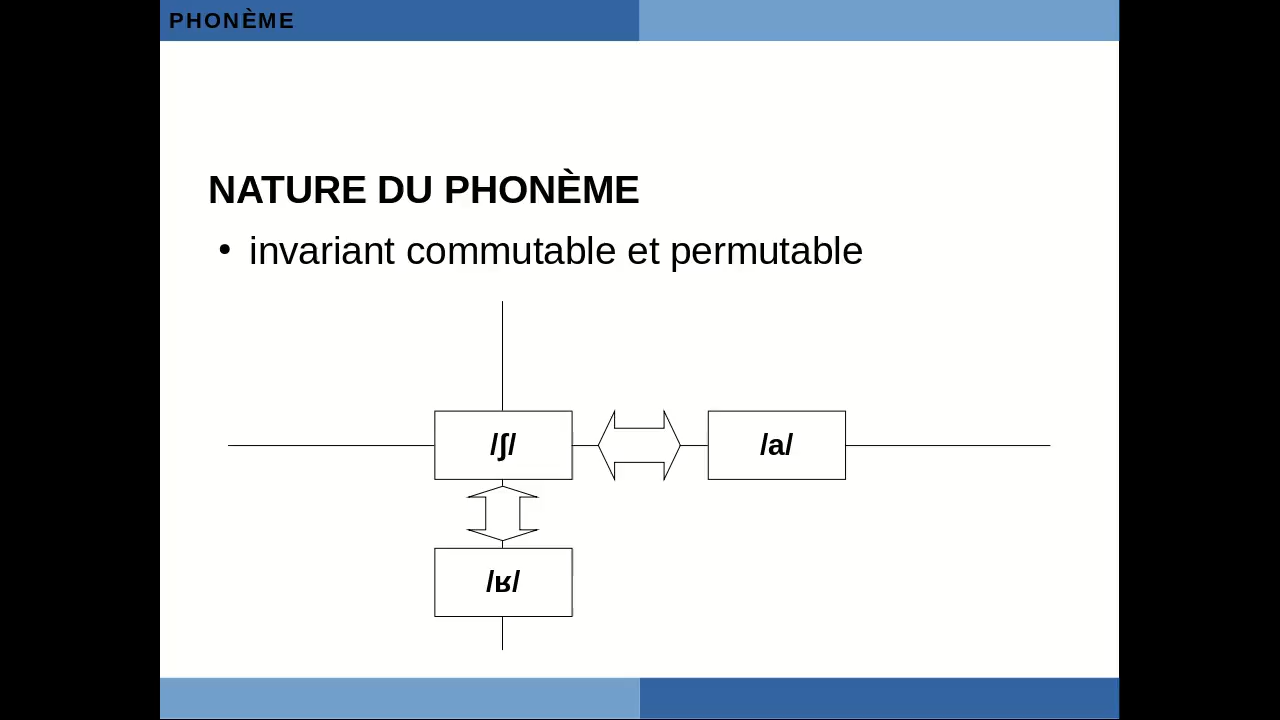 PHONÈME
NATURE DU PHONÈME
• invariant commutable et permutable
/ʃ/ /a/
/ʁ/